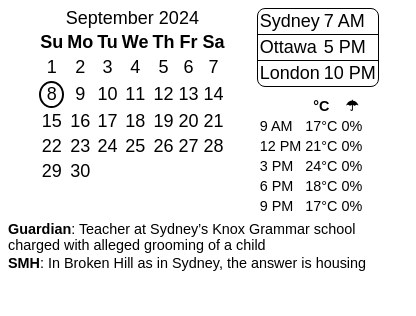 September 2024
Su Mo Tu We Th Fr Sa
1 2 3 4 5 6 7
8 9 10 11 12 13 14
15 16 17 18 19 20 21
22 23 24 25 26 27 28
29 30
Sydney 7 AM
Ottawa 5 PM
London 10 PM
°C ☂
9 AM 17°C 0%
12 PM 21°C 0%
3 PM 24°C 0%
6 PM 18°C 0%
9 PM 17°C 0%
Guardian: Teacher at Sydney’s Knox Grammar school
charged with alleged grooming of a child
SMH: In Broken Hill as in Sydney, the answer is housing